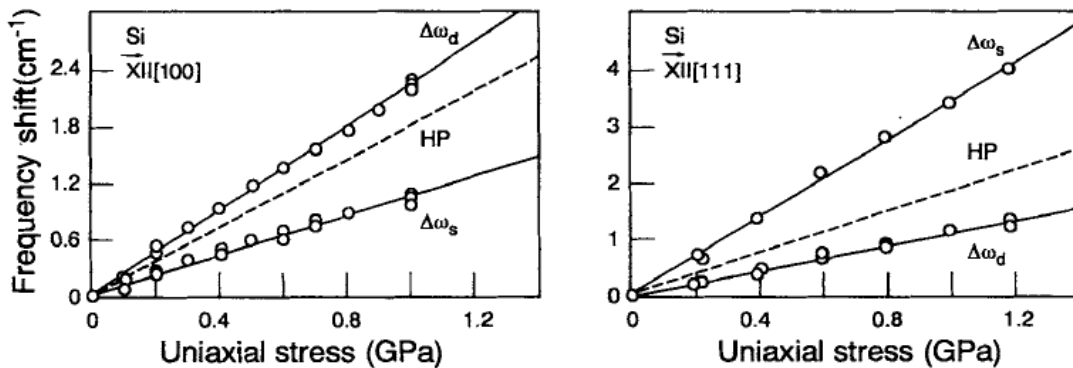 Frequency shift(cm⁻¹)
2.4
1.8
1.2
0.6
0
Si
XII[100]
Δω_d
HP
Δω_s
0 0.4 0.8 1.2
Uniaxial stress (GPa)
4
3
2
1
0
Si
XII[111]
Δω_s
HP
Δω_d
0 0.4 0.8 1.2
Uniaxial stress (GPa)